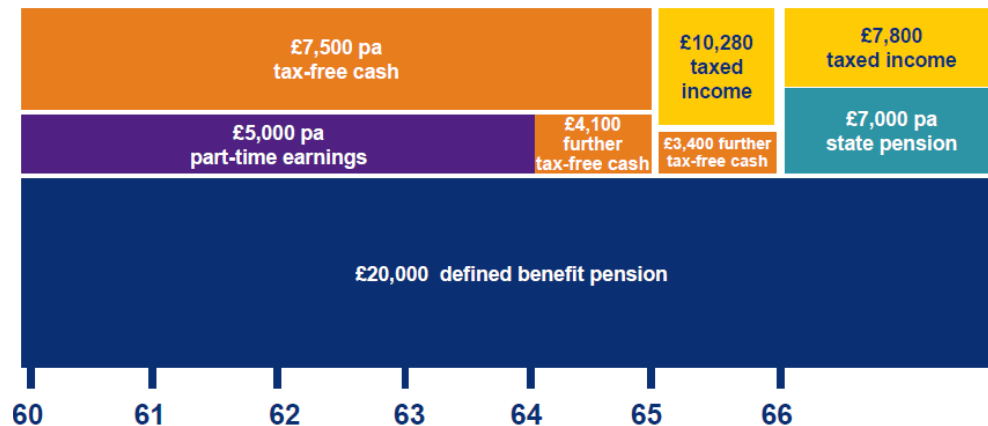 £7,500 pa
tax-free cash
£10,280
taxed
income
£7,800
taxed income
£5,000 pa
part-time earnings
£4,100
further
tax-free cash
£3,400 further
tax-free cash
£7,000 pa
state pension
£20,000 defined benefit pension
60 61 62 63 64 65 66